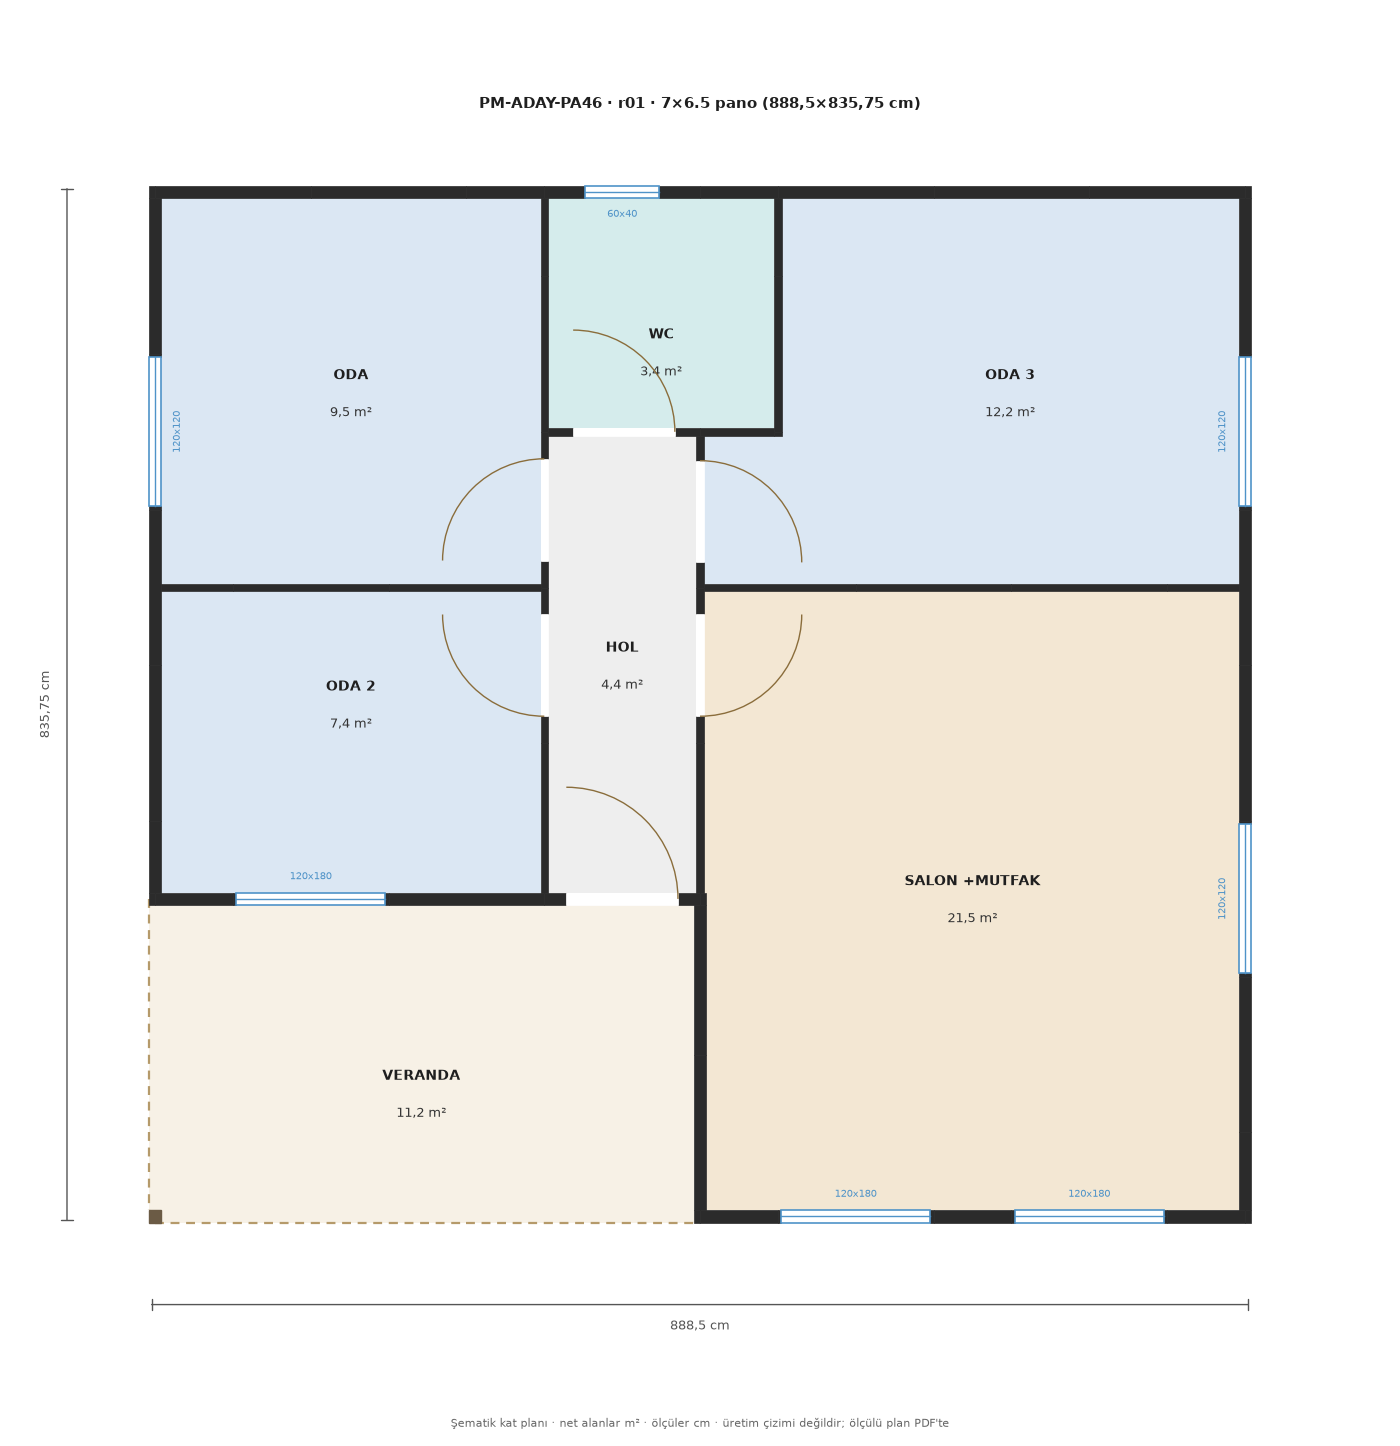 PM-ADAY-PA46 · r01 · 7×6.5 pano (888,5×835,75 cm)
60x40
WC
3,4 m²
ODA
9,5 m²
ODA 3
12,2 m²
120x120
120x120
HOL
4,4 m²
ODA 2
7,4 m²
835,75 cm
120x180
SALON +MUTFAK
21,5 m²
120x120
VERANDA
11,2 m²
120x180
120x180
888,5 cm
Şematik kat planı · net alanlar m² · ölçüler cm · üretim çizimi değildir; ölçülü plan PDF'te